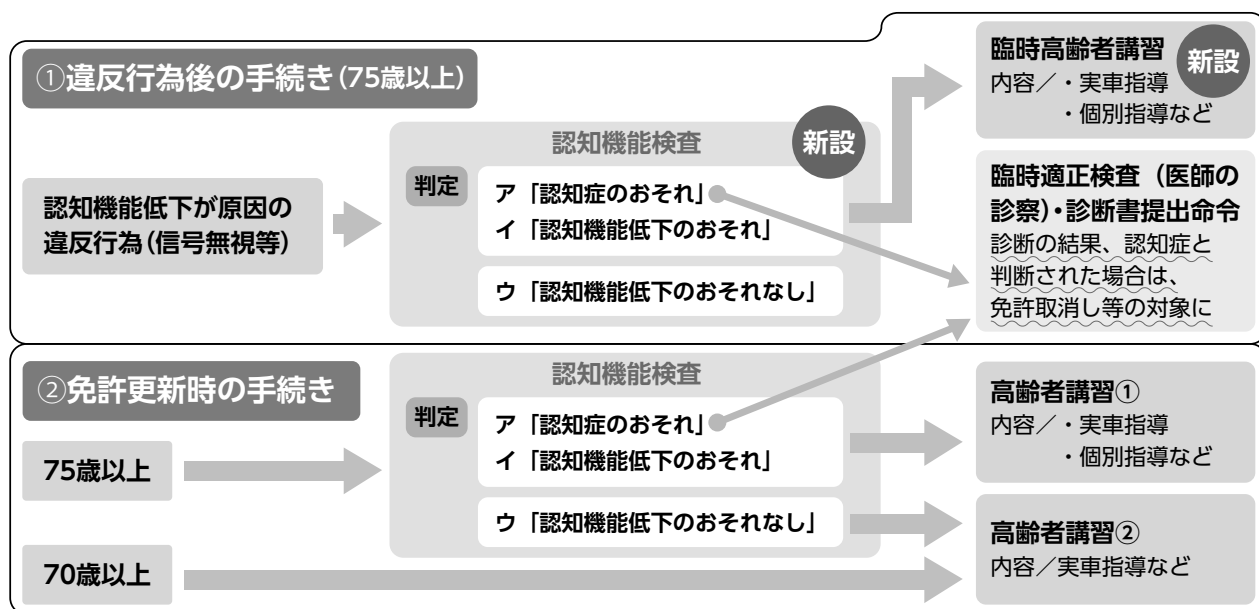 ①違反行為後の手続き(75歳以上)
認知機能低下が原因の
違反行為(信号無視等)
認知機能検査
新設
判定
ア「認知症のおそれ」
イ「認知機能低下のおそれ」
ウ「認知機能低下のおそれなし」
臨時高齢者講習
新設
内容／・実車指導
・個別指導など
臨時適正検査（医師の
診察)・診断書提出命令
診断の結果、認知症と
判断された場合は、
免許取消し等の対象に
②免許更新時の手続き
75歳以上
70歳以上
認知機能検査
判定
ア「認知症のおそれ」
イ「認知機能低下のおそれ」
ウ「認知機能低下のおそれなし」
高齢者講習①
内容／・実車指導
・個別指導など
高齢者講習②
内容／実車指導など